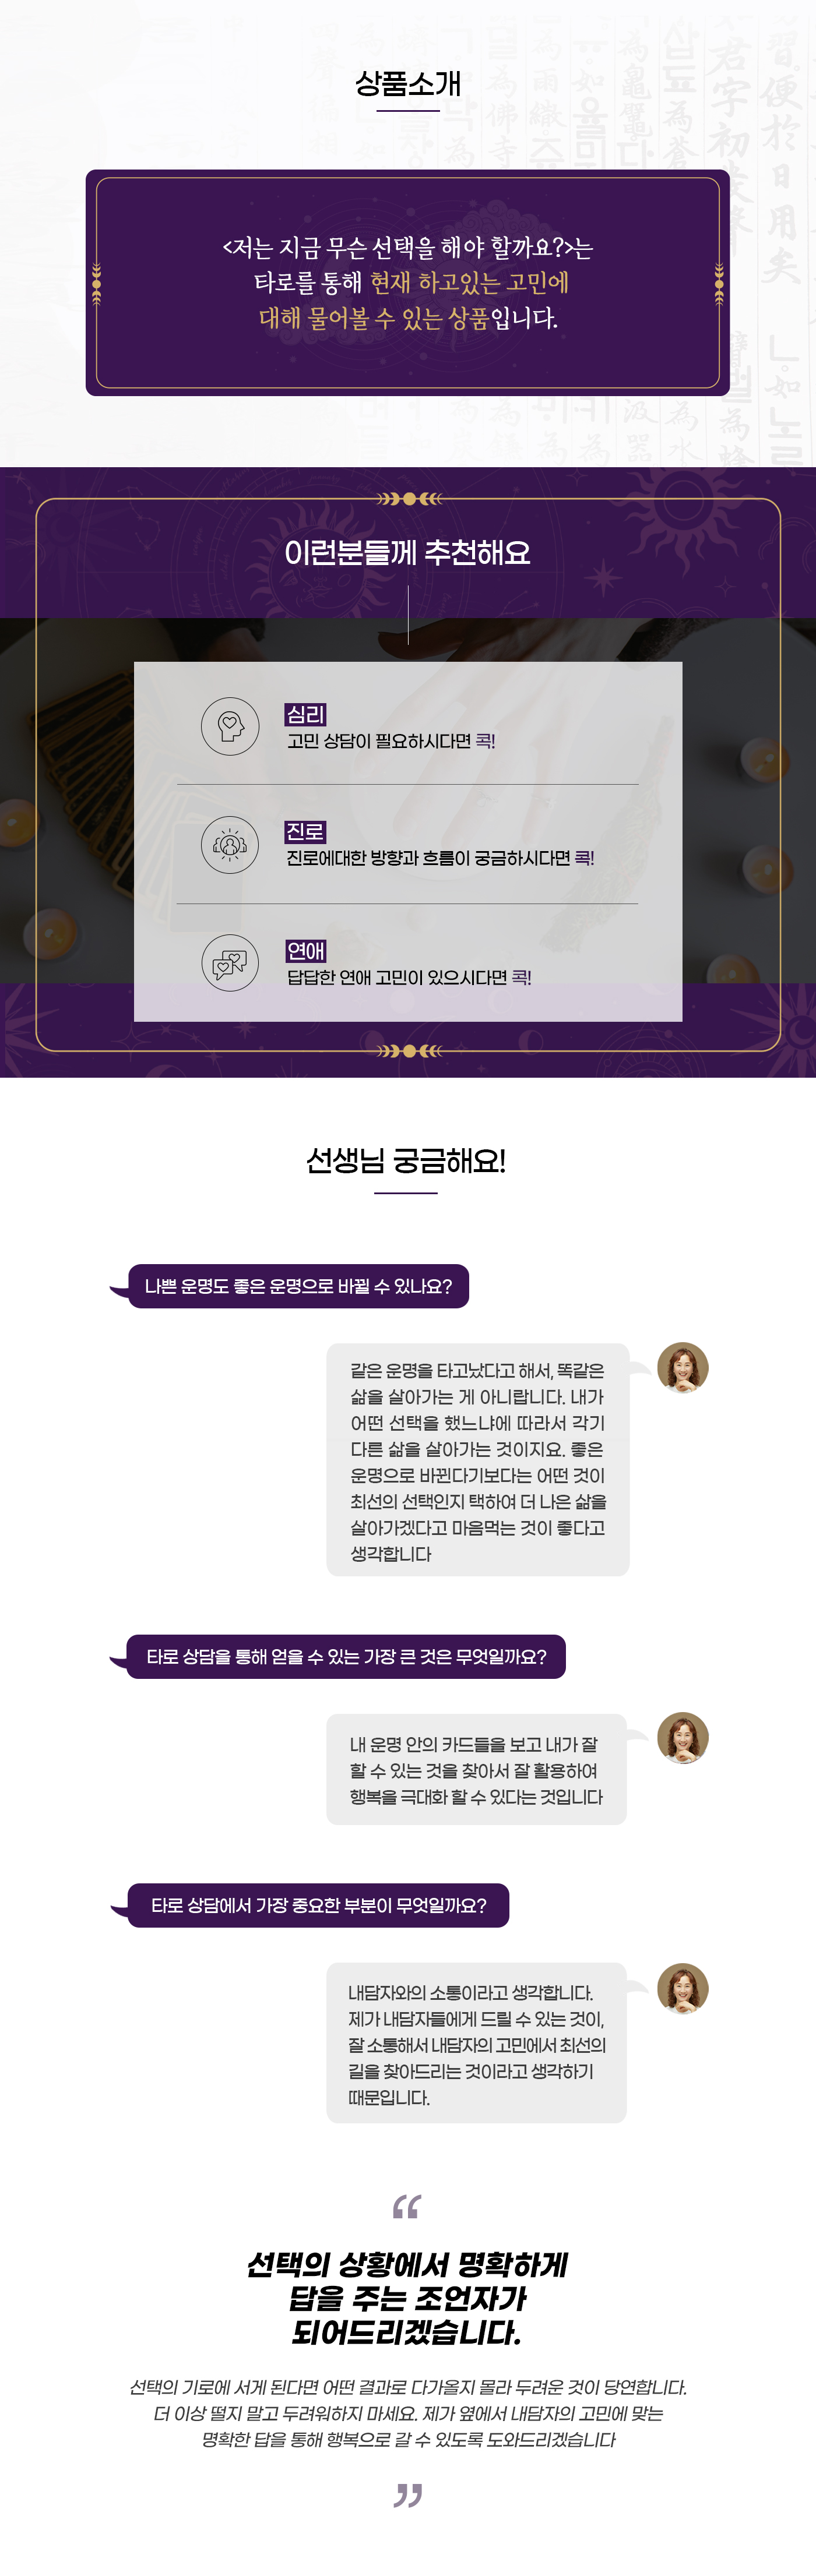 상품소개
<저는 지금 무슨 선택을 해야 할까요?>는
타로를 통해 현재 하고있는 고민에
대해 물어볼 수 있는 상품입니다.
이런분들께 추천해요
심리
고민 상담이 필요하시다면 콕!
진로
진로에대한 방향과 흐름이 궁금하시다면 콕!
연애
답답한 연애 고민이 있으시다면 콕!
선생님 궁금해요!
나쁜 운명도 좋은 운명으로 바뀔 수 있나요?
같은 운명을 타고났다고 해서, 똑같은
삶을 살아가는 게 아니랍니다. 내가
어떤 선택을 했느냐에 따라서 각기
다른 삶을 살아가는 것이지요. 좋은
운명으로 바뀐다기보다는 어떤 것이
최선의 선택인지 택하여 더 나은 삶을
살아가겠다고 마음먹는 것이 좋다고
생각합니다
타로 상담을 통해 얻을 수 있는 가장 큰 것은 무엇일까요?
내 운명 안의 카드들을 보고 내가 잘
할 수 있는 것을 찾아서 잘 활용하여
행복을 극대화 할 수 있다는 것입니다
타로 상담에서 가장 중요한 부분이 무엇일까요?
내담자와의 소통이라고 생각합니다.
제가 내담자들에게 드릴 수 있는 것이,
잘 소통해서 내담자의 고민에서 최선의
길을 찾아드리는 것이라고 생각하기
때문입니다.
“
선택의 상황에서 명확하게
답을 주는 조언자가
되어드리겠습니다.
선택의 기로에 서게 된다면 어떤 결과로 다가올지 몰라 두려운 것이 당연합니다.
더 이상 떨지 말고 두려워하지 마세요. 제가 옆에서 내담자의 고민에 맞는
명확한 답을 통해 행복으로 갈 수 있도록 도와드리겠습니다
”